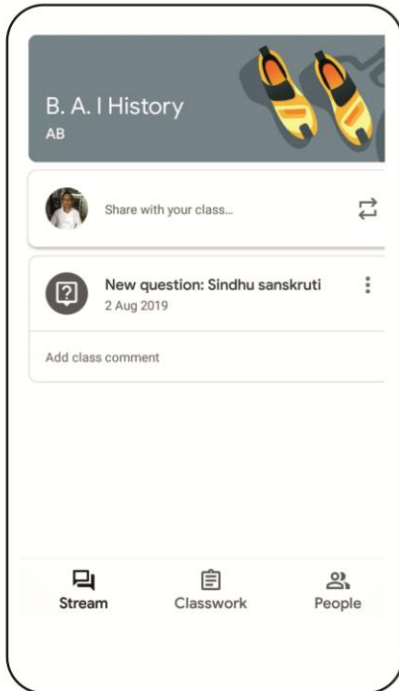 B. A. I History
AB
Share with your class...
New question: Sindhu sanskruti
2 Aug 2019
Add class comment
Stream
Classwork
People